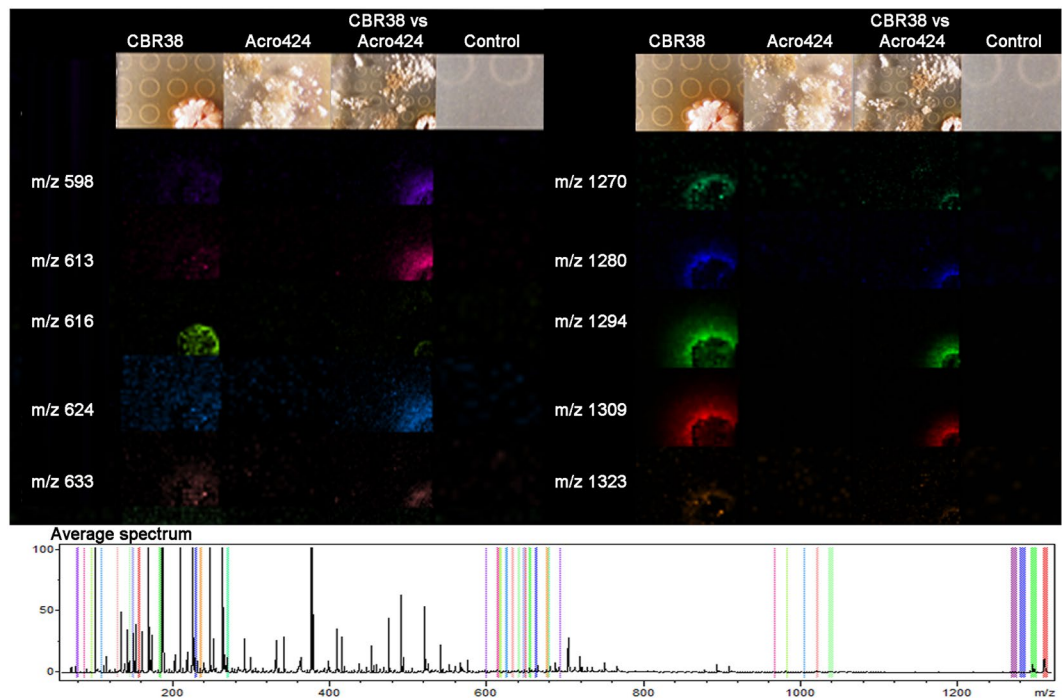 CBR38 Acro424 CBR38 vs Acro424 Control
CBR38 Acro424 CBR38 vs Acro424 Control
m/z 598
m/z 613
m/z 616
m/z 624
m/z 633
m/z 1270
m/z 1280
m/z 1294
m/z 1309
m/z 1323
Average spectrum
100
50
0
200 400 600 800 1000 1200 m/z